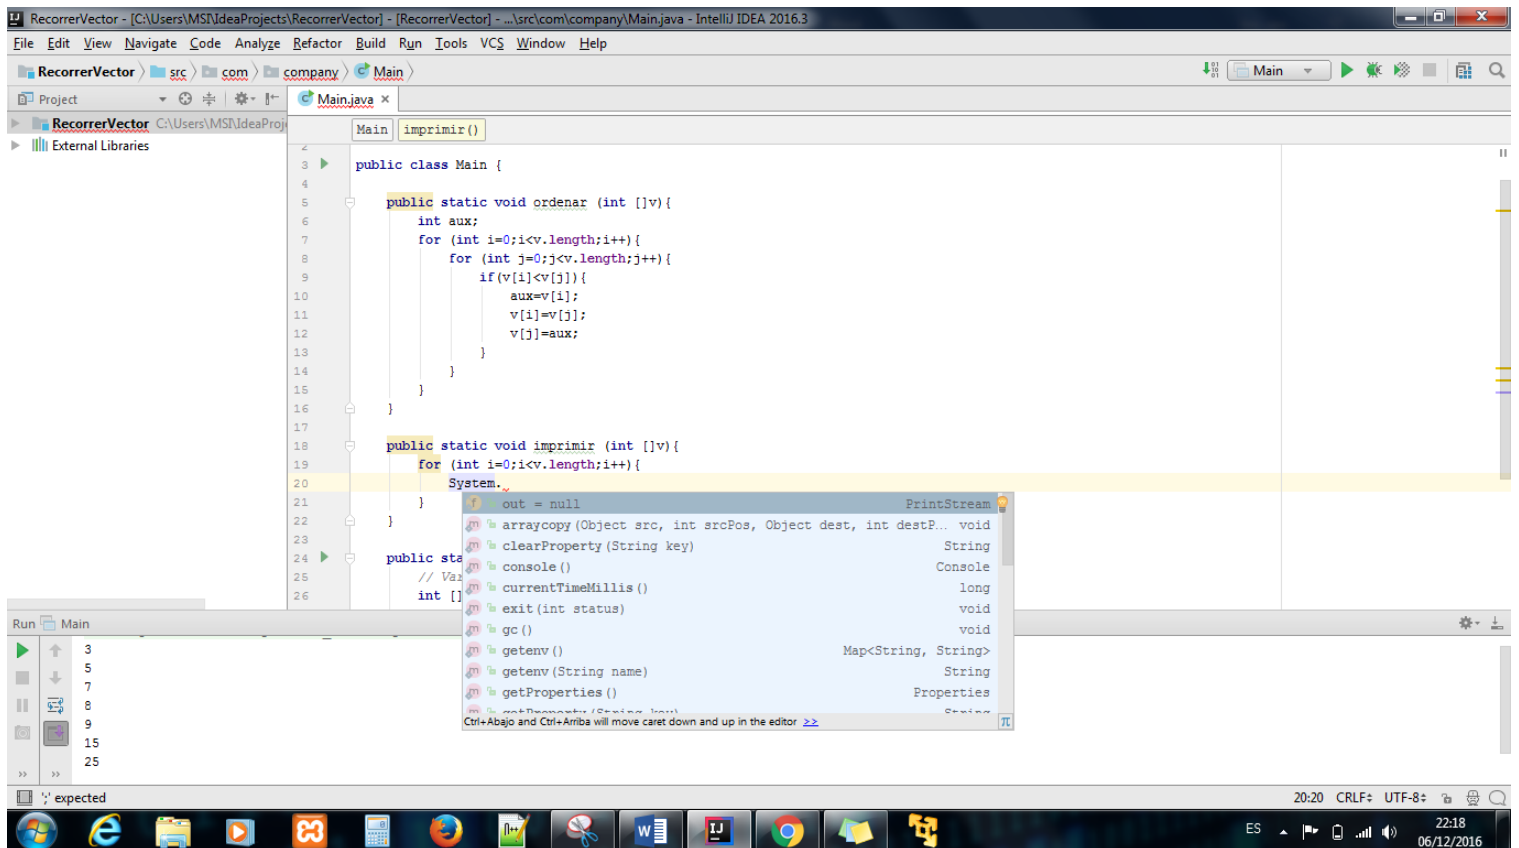 RecorrerVector - [C:\Users\MSI\IdeaProjects\RecorrerVector] - [RecorrerVector] - ...\src\com\company\Main.java - IntelliJ IDEA 2016.3
File Edit View Navigate Code Analyze Refactor Build Run Tools VCS Window Help
RecorrerVector src com company Main
Main
Project
Main.java
RecorrerVector C:\Users\MSI\IdeaProj
Main imprimir()
External Libraries
2
3 public class Main {
4
5 public static void ordenar (int []v){
6 int aux;
7 for (int i=0;i<v.length;i++){
8 for (int j=0;j<v.length;j++){
9 if(v[i]<v[j]){
10 aux=v[i];
11 v[i]=v[j];
12 v[j]=aux;
13 }
14 }
15 }
16 }
17
18 public static void imprimir (int []v){
19 for (int i=0;i<v.length;i++){
20 System.
21 }
22 }
23
24 public sta
25 // Va
26 int []
out = null PrintStream
arraycopy(Object src, int srcPos, Object dest, int destP... void
clearProperty(String key) String
console() Console
currentTimeMillis() long
exit(int status) void
gc() void
getenv() Map<String, String>
getenv(String name) String
getProperties() Properties
getProperty(String key) String
Ctrl+Abajo and Ctrl+Arriba will move caret down and up in the editor >>
Run Main
3
5
7
8
9
15
25
';' expected
20:20 CRLF UTF-8
ES
22:18
06/12/2016